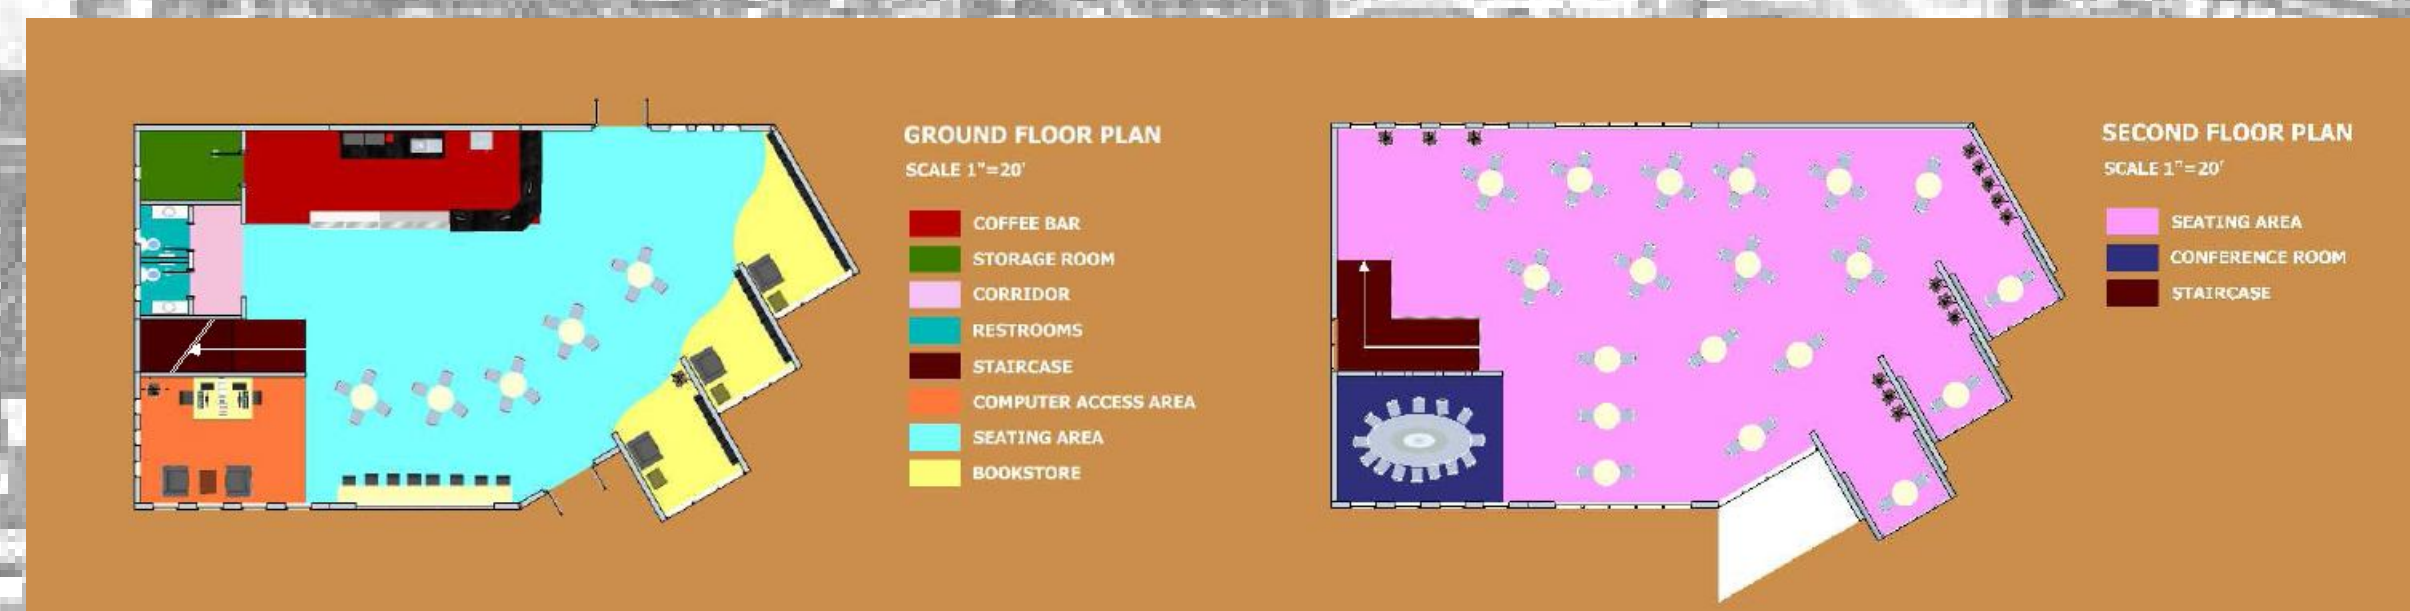 GROUND FLOOR PLAN
SCALE 1"=20'
COFFEE BAR
STORAGE ROOM
CORRIDOR
RESTROOMS
STAIRCASE
COMPUTER ACCESS AREA
SEATING AREA
BOOKSTORE
SECOND FLOOR PLAN
SCALE 1"=20'
SEATING AREA
CONFERENCE ROOM
STAIRCASE